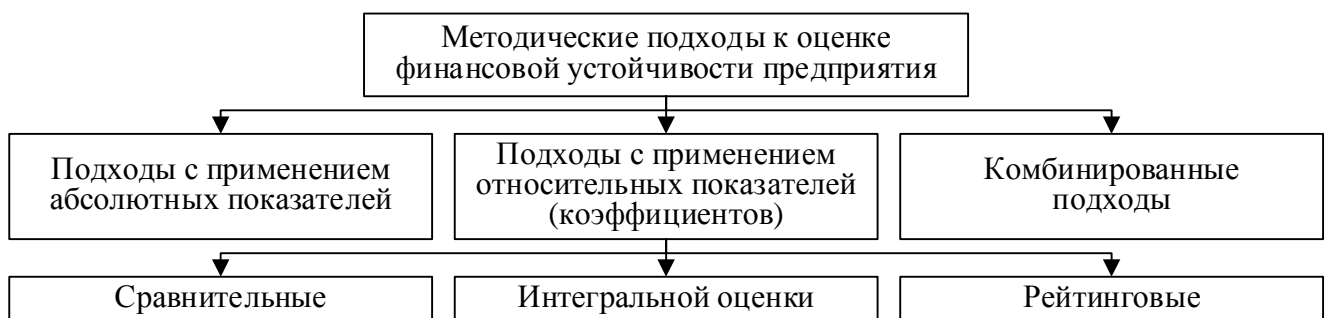 Методические подходы к оценке
финансовой устойчивости предприятия
Подходы с применением
абсолютных показателей
Подходы с применением
относительных показателей
(коэффициентов)
Комбинированные
подходы
Сравнительные
Интегральной оценки
Рейтинговые